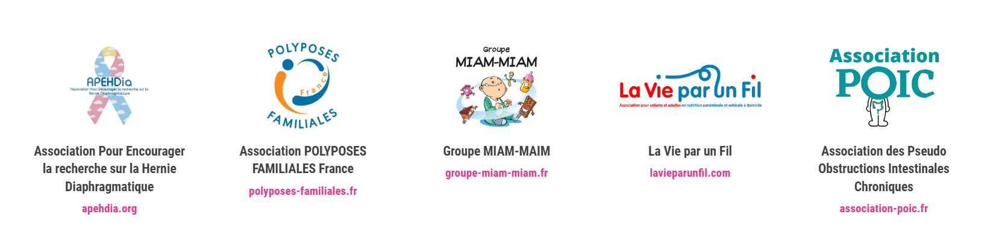 APEHDia
Association Pour Encourager la recherche sur la
Hernie Diaphragmatique
Association Pour Encourager
la recherche sur la Hernie
Diaphragmatique
apehdia.org
POLYPOSES
France
FAMILIALES
Association POLYPOSES
FAMILIALES France
polyposes-familiales.fr
Groupe
MIAM-MIAM
Groupe MIAM-MAIM
groupe-miam-miam.fr
La Vie par un Fil
Association pour enfants et adultes en nutrition parentérale et entérale à domicile
La Vie par un Fil
lavieparunfil.com
Association
POIC
Association des Pseudo
Obstructions Intestinales
Chroniques
association-poic.fr